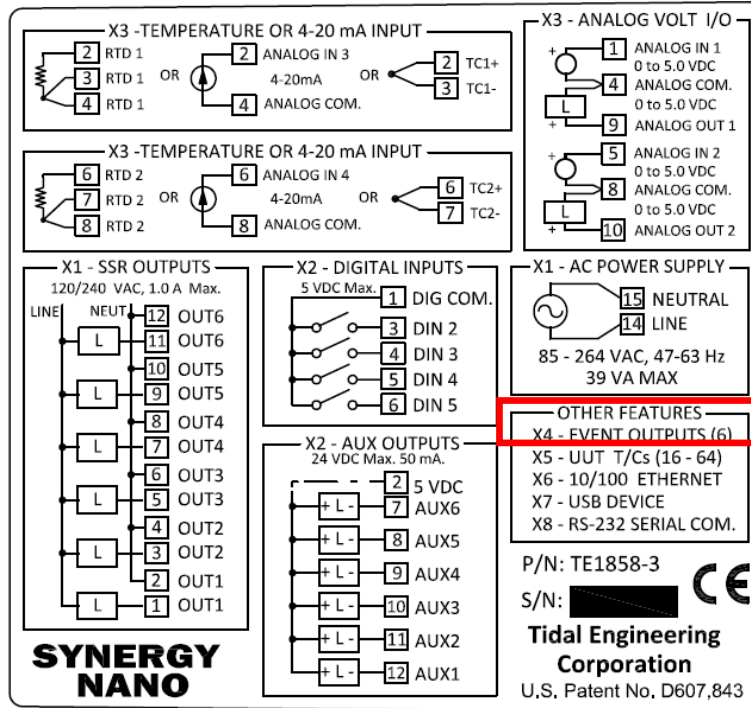 X3 -TEMPERATURE OR 4-20 mA INPUT
2 RTD 1
3 RTD 1
4 RTD 1
OR
2 ANALOG IN 3
4-20mA
4 ANALOG COM.
OR
2 TC1+
3 TC1-
X3 -TEMPERATURE OR 4-20 mA INPUT
6 RTD 2
7 RTD 2
8 RTD 2
OR
6 ANALOG IN 4
4-20mA
8 ANALOG COM.
OR
6 TC2+
7 TC2-
X3 - ANALOG VOLT I/O
+ 1 ANALOG IN 1
0 to 5.0 VDC
4 ANALOG COM.
L 0 to 5.0 VDC
+ 9 ANALOG OUT 1
+ 5 ANALOG IN 2
0 to 5.0 VDC
8 ANALOG COM.
L 0 to 5.0 VDC
+ 10 ANALOG OUT 2
X1 - SSR OUTPUTS
120/240 VAC, 1.0 A Max.
LINE NEUT
12 OUT6
L 11 OUT6
10 OUT5
L 9 OUT5
8 OUT4
L 7 OUT4
6 OUT3
L 5 OUT3
4 OUT2
L 3 OUT2
2 OUT1
L 1 OUT1
X2 - DIGITAL INPUTS
5 VDC Max.
1 DIG COM.
3 DIN 2
4 DIN 3
5 DIN 4
6 DIN 5
X1 - AC POWER SUPPLY
15 NEUTRAL
14 LINE
85 - 264 VAC, 47-63 Hz
39 VA MAX
X2 - AUX OUTPUTS
24 VDC Max. 50 mA.
2 5 VDC
+ L - 7 AUX6
+ L - 8 AUX5
+ L - 9 AUX4
+ L - 10 AUX3
+ L - 11 AUX2
+ L - 12 AUX1
OTHER FEATURES
X4 - EVENT OUTPUTS (6)
X5 - UUT T/Cs (16 - 64)
X6 - 10/100 ETHERNET
X7 - USB DEVICE
X8 - RS-232 SERIAL COM.
P/N: TE1858-3
S/N:
CE
SYNERGY
NANO
Tidal Engineering
Corporation
U.S. Patent No. D607,843